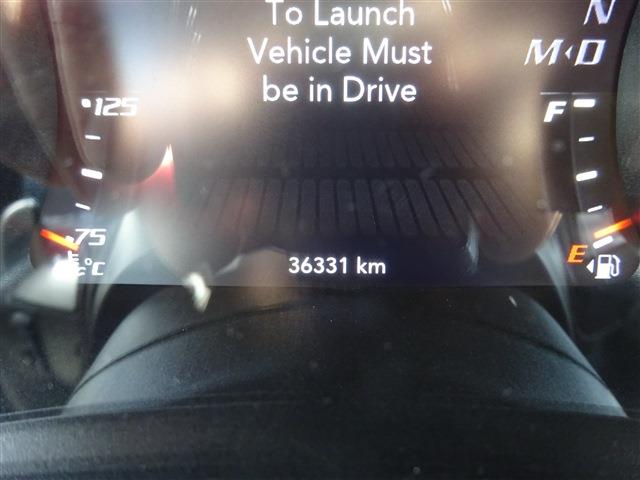 To Launch
Vehicle Must
be in Drive
N
M D
125
F
75
°C
E
36331 km